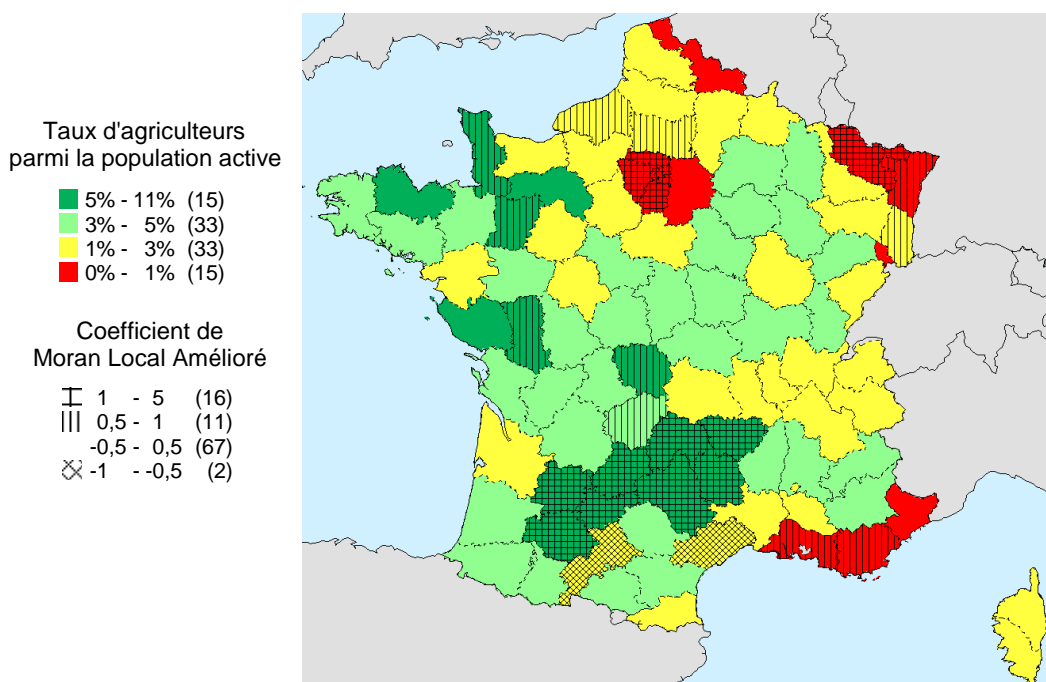 Taux d'agriculteurs
parmi la population active
5% - 11% (15)
3% - 5% (33)
1% - 3% (33)
0% - 1% (15)
Coefficient de
Moran Local Amélioré
1 - 5 (16)
0,5 - 1 (11)
-0,5 - 0,5 (67)
-1 - -0,5 (2)